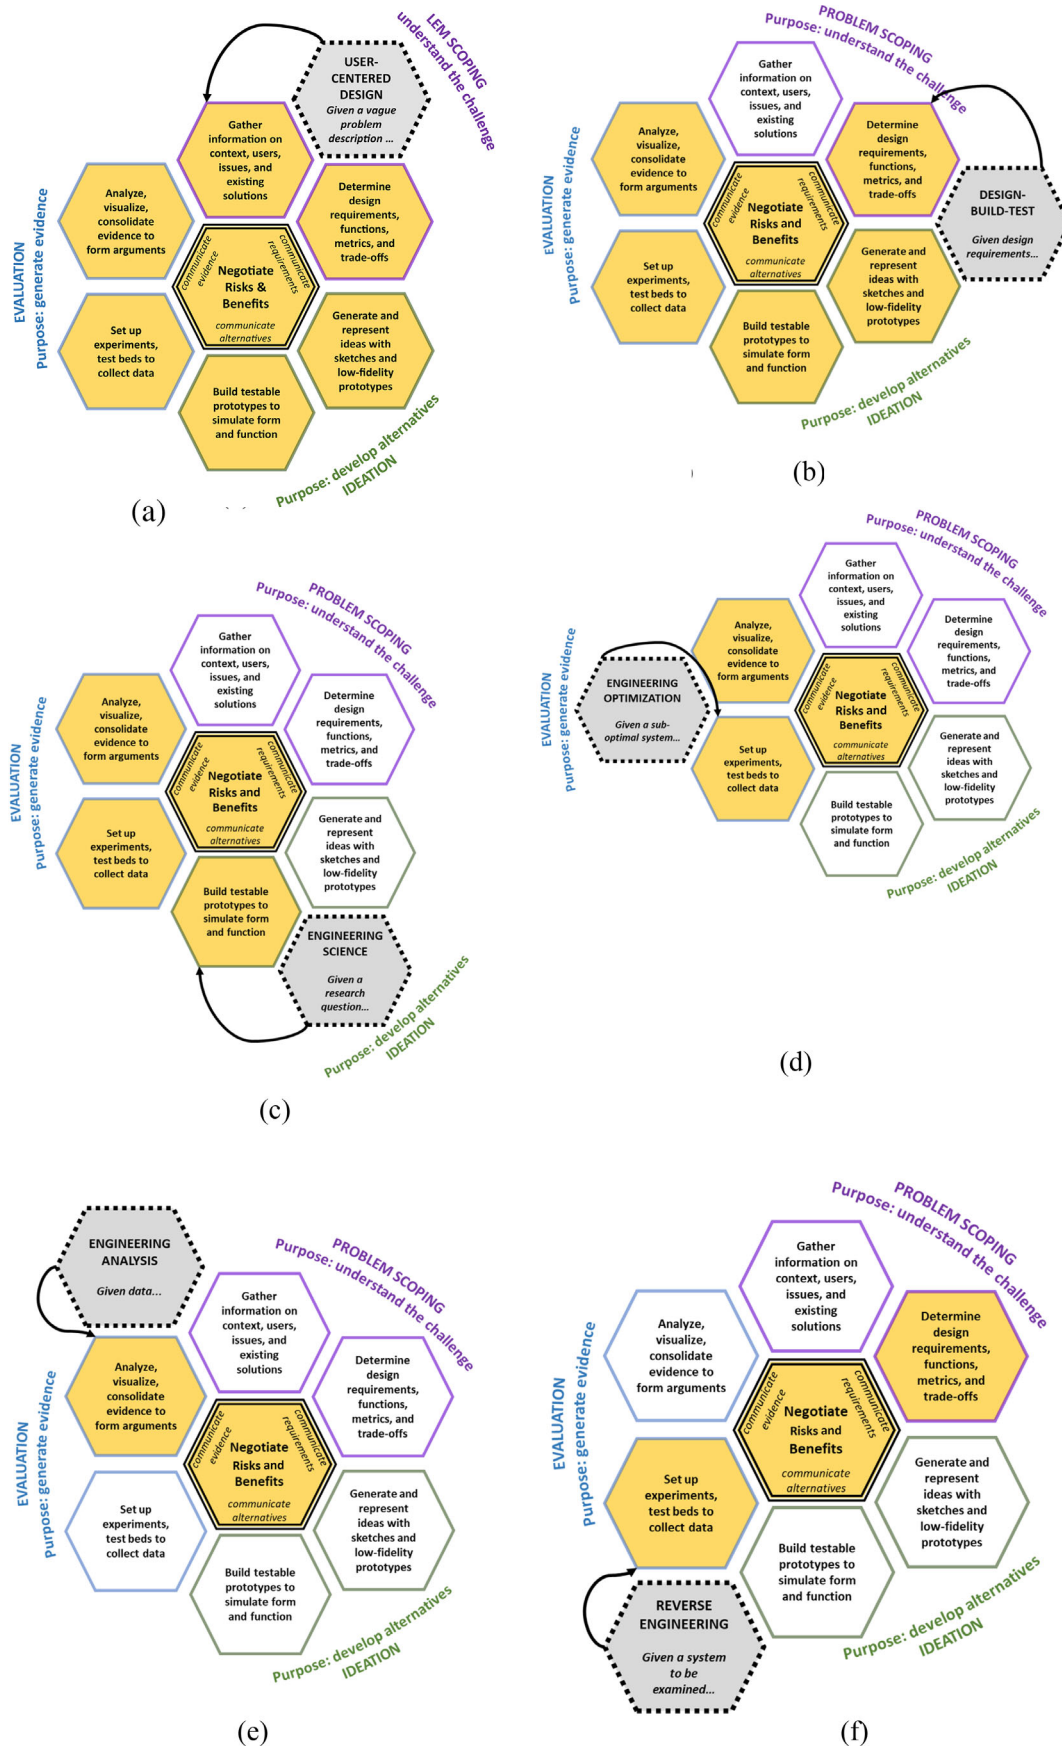 LEM SCOPING
understand the challenge
USER-
CENTERED
DESIGN
Given a vague
problem
description ...
Gather
information on
context, users,
issues, and
existing
solutions
Analyze,
visualize,
consolidate
evidence to
form arguments
Determine
design
requirements,
functions,
metrics, and
trade-offs
communicate
evidence
communicate
requirements
Negotiate
Risks &
Benefits
communicate
alternatives
EVALUATION
Purpose: generate evidence
Set up
experiments,
test beds to
collect data
Generate and
represent
ideas with
sketches and
low-fidelity
prototypes
Build testable
prototypes to
simulate form
and function
Purpose: develop alternatives
IDEATION
(a)
PROBLEM SCOPING
Purpose: understand the challenge
Gather
information on
context, users,
issues, and
existing
solutions
Analyze,
visualize,
consolidate
evidence to
form arguments
Determine
design
requirements,
functions,
metrics, and
trade-offs
DESIGN-
BUILD-TEST
Given design
requirements...
communicate
evidence
communicate
requirements
Negotiate
Risks and
Benefits
communicate
alternatives
EVALUATION
Purpose: generate evidence
Set up
experiments,
test beds to
collect data
Generate and
represent
ideas with
sketches and
low-fidelity
prototypes
Build testable
prototypes to
simulate form
and function
Purpose: develop alternatives
IDEATION
(b)
PROBLEM SCOPING
Purpose: understand the challenge
Gather
information on
context, users,
issues, and
existing
solutions
Analyze,
visualize,
consolidate
evidence to
form arguments
Determine
design
requirements,
functions,
metrics, and
trade-offs
communicate
evidence
communicate
requirements
Negotiate
Risks and
Benefits
communicate
alternatives
EVALUATION
Purpose: generate evidence
Set up
experiments,
test beds to
collect data
Generate and
represent
ideas with
sketches and
low-fidelity
prototypes
Build testable
prototypes to
simulate form
and function
ENGINEERING
SCIENCE
Given a
research
question...
Purpose: develop alternatives
IDEATION
(c)
PROBLEM SCOPING
Purpose: understand the challenge
Gather
information on
context, users,
issues, and
existing
solutions
Analyze,
visualize,
consolidate
evidence to
form arguments
Determine
design
requirements,
functions,
metrics, and
trade-offs
ENGINEERING
OPTIMIZATION
Given a sub-
optimal system...
communicate
evidence
communicate
requirements
Negotiate
Risks and
Benefits
communicate
alternatives
EVALUATION
Purpose: generate evidence
Set up
experiments,
test beds to
collect data
Generate and
represent
ideas with
sketches and
low-fidelity
prototypes
Build testable
prototypes to
simulate form
and function
Purpose: develop alternatives
IDEATION
(d)
ENGINEERING
ANALYSIS
Given data...
PROBLEM SCOPING
Purpose: understand the challenge
Gather
information on
context, users,
issues, and
existing
solutions
Analyze,
visualize,
consolidate
evidence to
form arguments
Determine
design
requirements,
functions,
metrics, and
trade-offs
communicate
evidence
communicate
requirements
Negotiate
Risks and
Benefits
communicate
alternatives
EVALUATION
Purpose: generate evidence
Set up
experiments,
test beds to
collect data
Generate and
represent
ideas with
sketches and
low-fidelity
prototypes
Build testable
prototypes to
simulate form
and function
Purpose: develop alternatives
IDEATION
(e)
PROBLEM SCOPING
Purpose: understand the challenge
Gather
information on
context, users,
issues, and
existing
solutions
Analyze,
visualize,
consolidate
evidence to
form arguments
Determine
design
requirements,
functions,
metrics, and
trade-offs
communicate
evidence
communicate
requirements
Negotiate
Risks and
Benefits
communicate
alternatives
EVALUATION
Purpose: generate evidence
Set up
experiments,
test beds to
collect data
Generate and
represent
ideas with
sketches and
low-fidelity
prototypes
Build testable
prototypes to
simulate form
and function
REVERSE
ENGINEERING
Given a system
to be
examined...
Purpose: develop alternatives
IDEATION
(f)